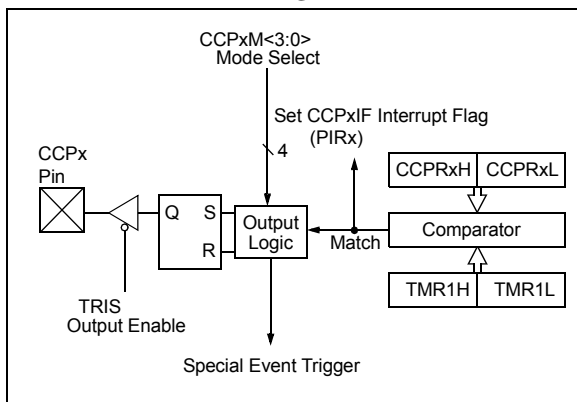 CCPxM<3:0>
Mode Select
Set CCPxIF Interrupt Flag
(PIRx)
4
CCPx
Pin
CCPRxH CCPRxL
Q S
R
Output
Logic
Match
Comparator
TMR1H TMR1L
TRIS
Output Enable
Special Event Trigger